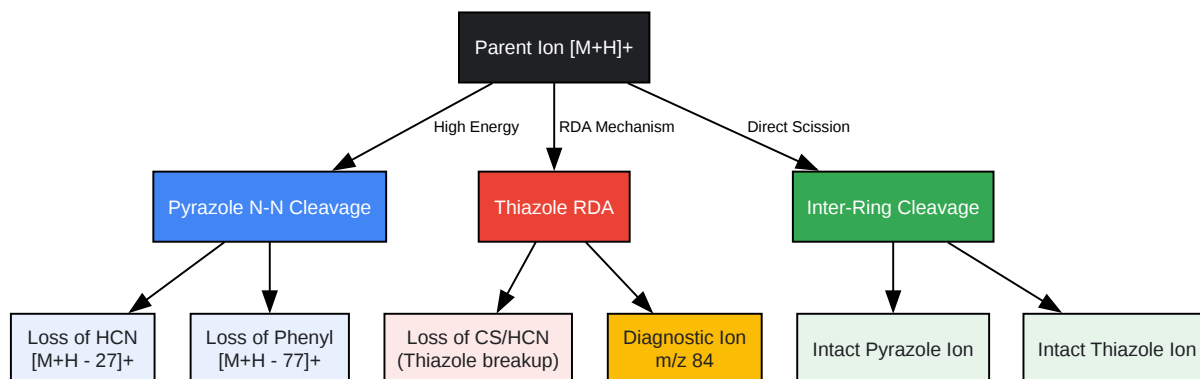 Parent Ion [M+H]+
High Energy
RDA Mechanism
Direct Scission
Pyrazole N-N Cleavage
Thiazole RDA
Inter-Ring Cleavage
Loss of HCN
[M+H - 27]+
Loss of Phenyl
[M+H - 77]+
Loss of CS/HCN
(Thiazole breakup)
Diagnostic Ion
m/z 84
Intact Pyrazole Ion
Intact Thiazole Ion